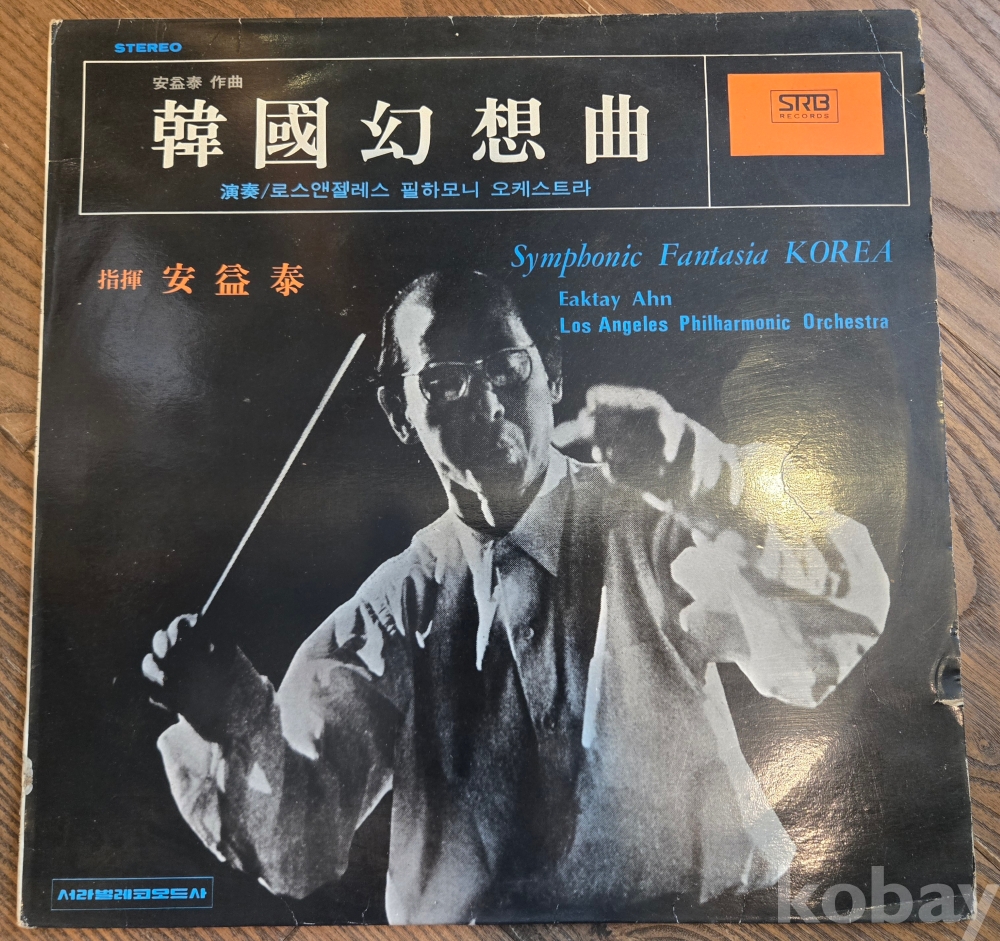 STEREO
安益泰 作曲
韓國幻想曲
演奏/로스앤젤레스 필하모니 오케스트라
SRB
RECORDS
Symphonic Fantasia KOREA
Eaktay Ahn
Los Angeles Philharmonic Orchestra
指揮 安益泰
서라벌레코오드사
kobay